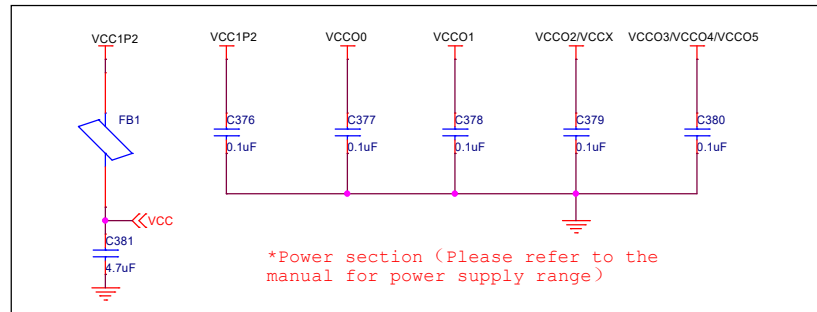 VCC1P2 VCC1P2 VCCO0 VCCO1 VCCO2/VCCX VCCO3/VCCO4/VCCO5
FB1 C376 C377 C378 C379 C380
0.1uF 0.1uF 0.1uF 0.1uF 0.1uF
VCC
C381
4.7uF
*Power section（Please refer to the
manual for power supply range）